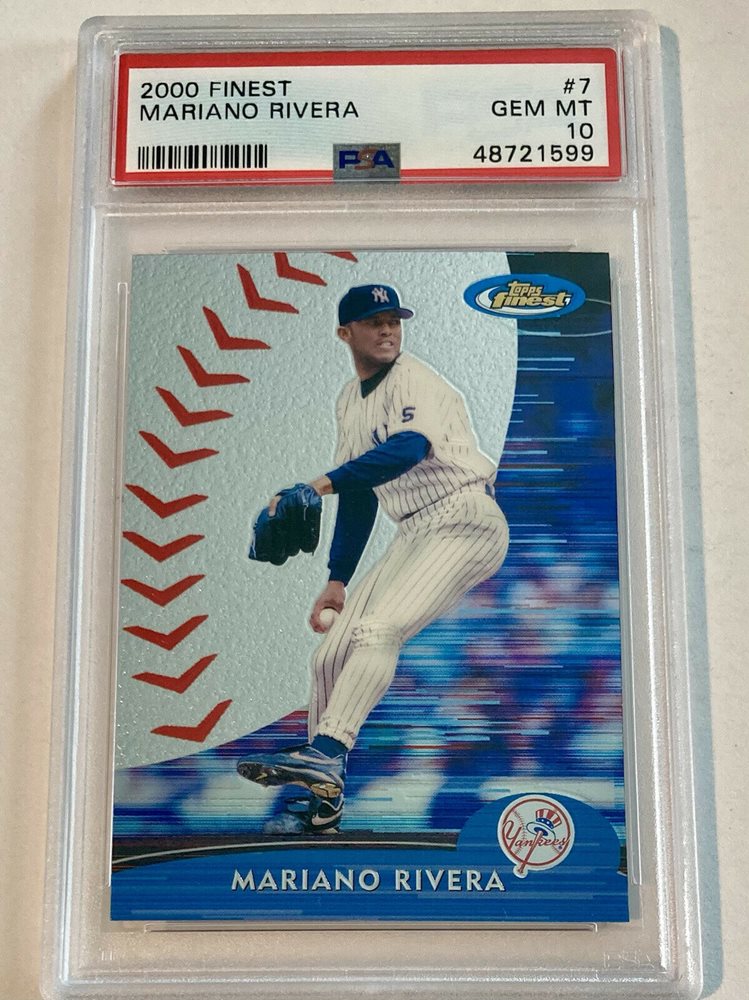 2000 FINEST #7
MARIANO RIVERA GEM MT
10
PSA 48721599
Topps
finest
NY
5
Yankees
MARIANO RIVERA